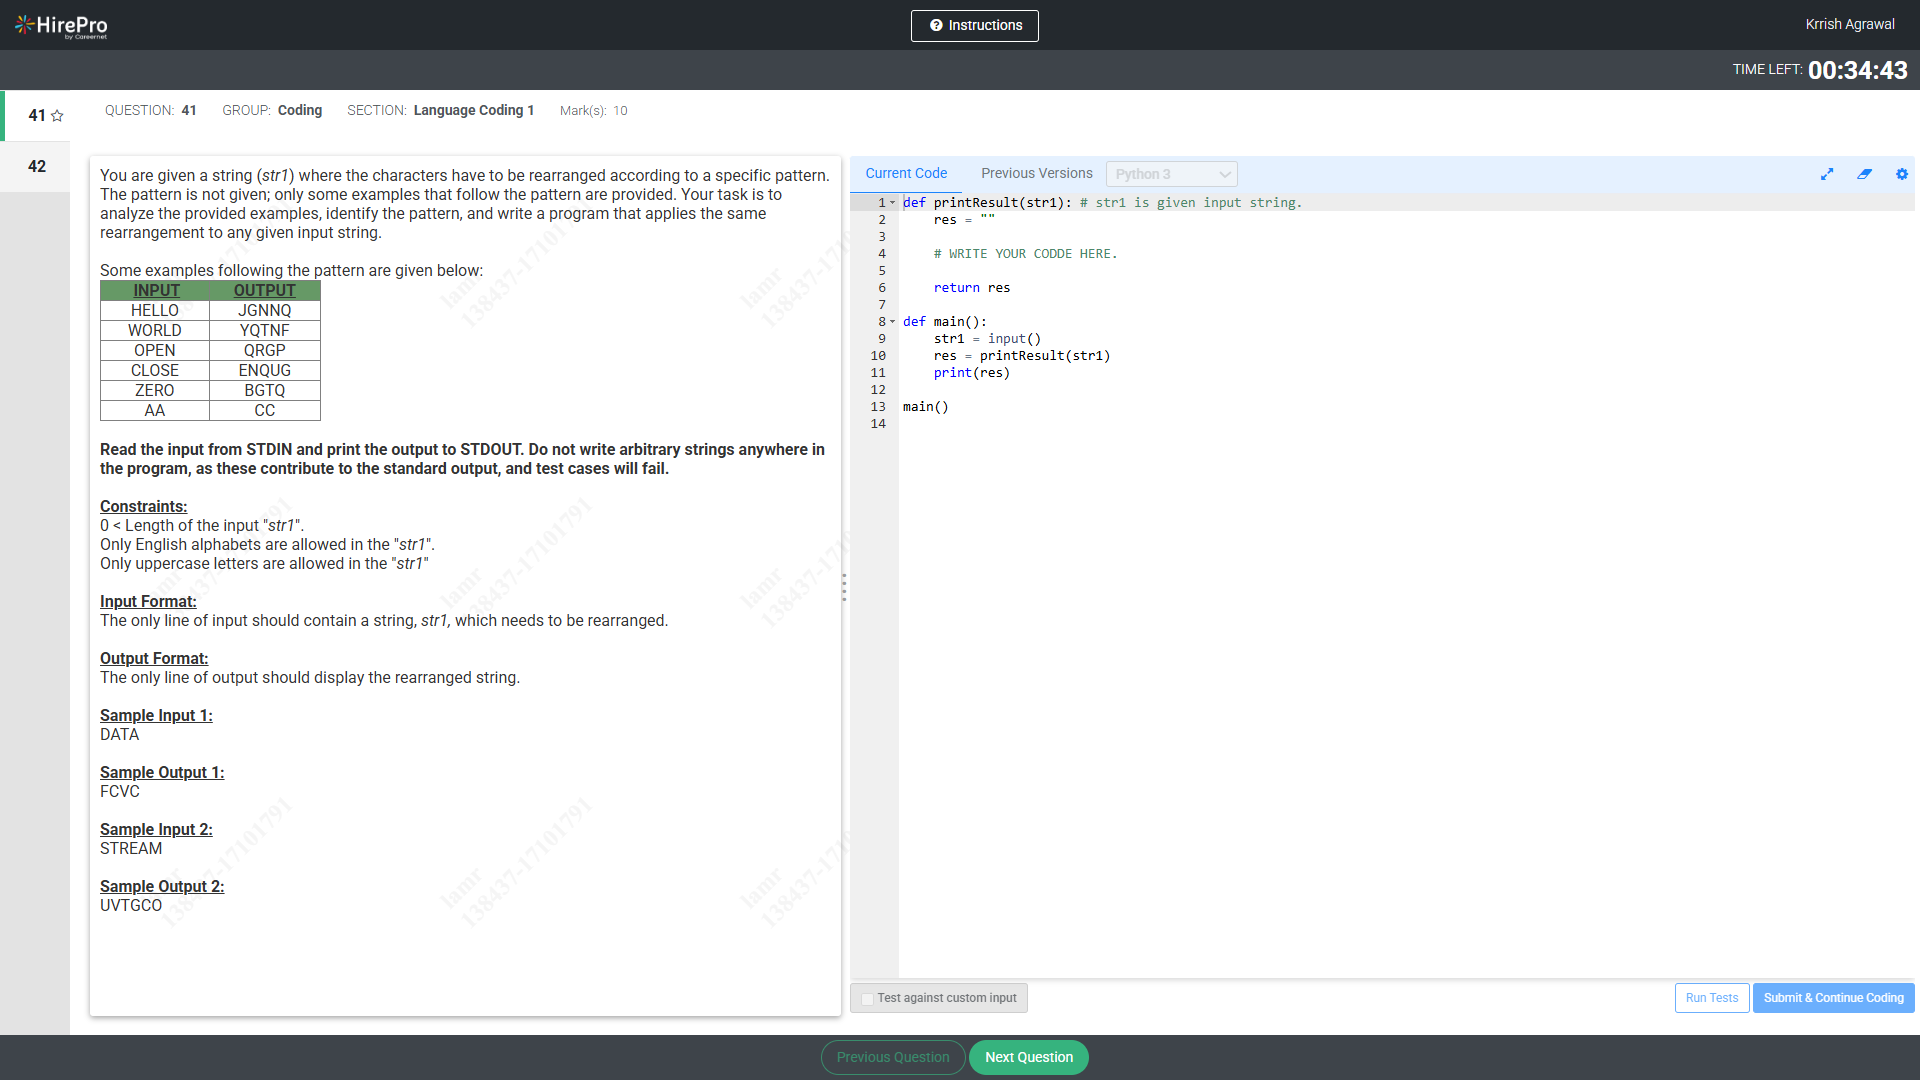 HirePro
by Careernet
Instructions
Krrish Agrawal
TIME LEFT: 00:34:43
41
42
QUESTION: 41 GROUP: Coding SECTION: Language Coding 1 Mark(s): 10
You are given a string (str1) where the characters have to be rearranged according to a specific pattern.
The pattern is not given; only some examples that follow the pattern are provided. Your task is to
analyze the provided examples, identify the pattern, and write a program that applies the same
rearrangement to any given input string.
Some examples following the pattern are given below:
INPUT OUTPUT
HELLO JGNNQ
WORLD YQTNF
OPEN QRGP
CLOSE ENQUG
ZERO BGTQ
AA CC
Read the input from STDIN and print the output to STDOUT. Do not write arbitrary strings anywhere in
the program, as these contribute to the standard output, and test cases will fail.
Constraints:
0 < Length of the input "str1".
Only English alphabets are allowed in the "str1".
Only uppercase letters are allowed in the "str1"
Input Format:
The only line of input should contain a string, str1, which needs to be rearranged.
Output Format:
The only line of output should display the rearranged string.
Sample Input 1:
DATA
Sample Output 1:
FCVC
Sample Input 2:
STREAM
Sample Output 2:
UVTGCO
Current Code Previous Versions Python 3
1 def printResult(str1): # str1 is given input string.
2 res = ""
3
4 # WRITE YOUR CODDE HERE.
5
6 return res
7
8 def main():
9 str1 = input()
10 res = printResult(str1)
11 print(res)
12
13 main()
14
Test against custom input
Run Tests
Submit & Continue Coding
Previous Question
Next Question
lamr
138437-17101791
lamr
138437-17101791